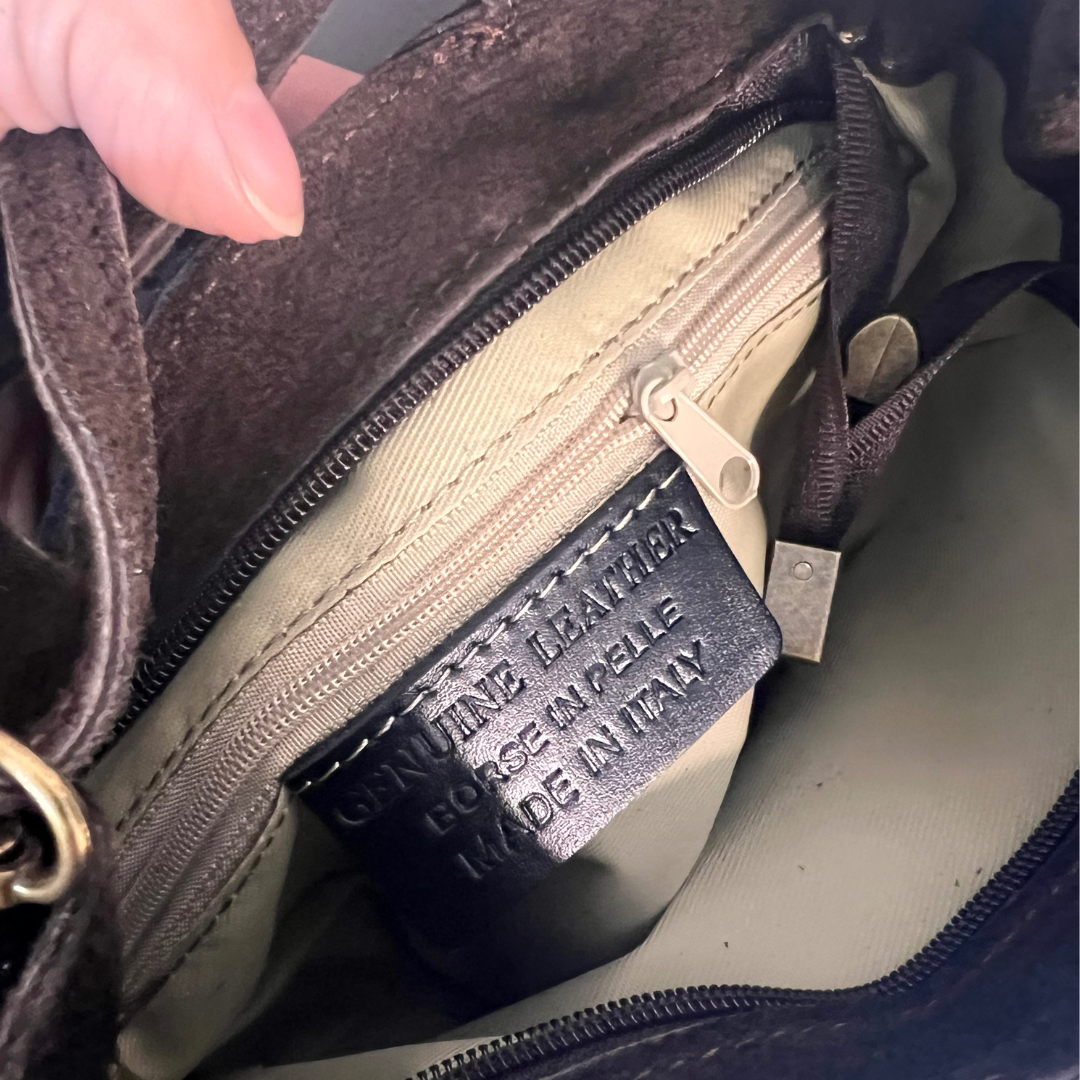 GENUINE LEATHER
BORSE IN PELLE
MADE IN ITALY